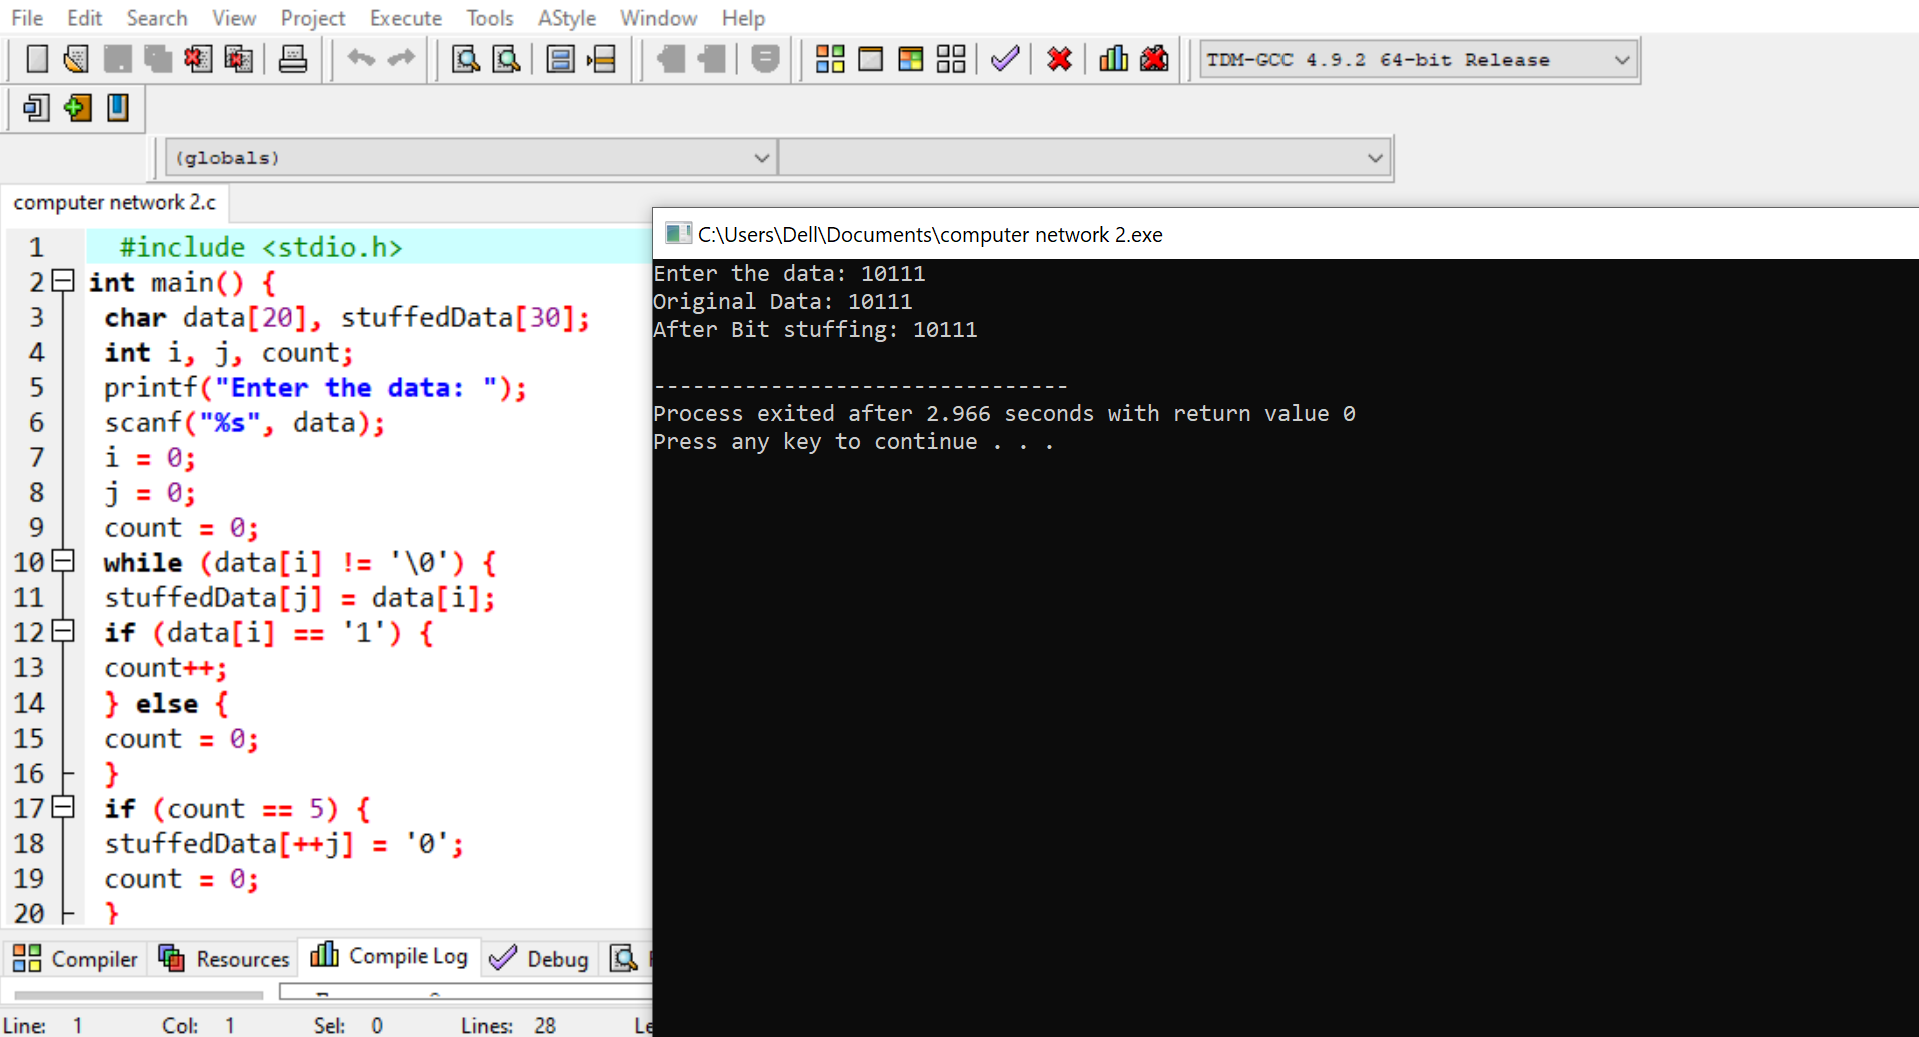 File Edit Search View Project Execute Tools AStyle Window Help
TDM-GCC 4.9.2 64-bit Release
(globals)
computer network 2.c
1 #include <stdio.h>
2 int main() {
3 char data[20], stuffedData[30];
4 int i, j, count;
5 printf("Enter the data: ");
6 scanf("%s", data);
7 i = 0;
8 j = 0;
9 count = 0;
10 while (data[i] != '\0') {
11 stuffedData[j] = data[i];
12 if (data[i] == '1') {
13 count++;
14 } else {
15 count = 0;
16 }
17 if (count == 5) {
18 stuffedData[++j] = '0';
19 count = 0;
20 }
C:\Users\Dell\Documents\computer network 2.exe
Enter the data: 10111
Original Data: 10111
After Bit stuffing: 10111
--------------------------------
Process exited after 2.966 seconds with return value 0
Press any key to continue . . .
Compiler Resources Compile Log Debug
Line: 1 Col: 1 Sel: 0 Lines: 28